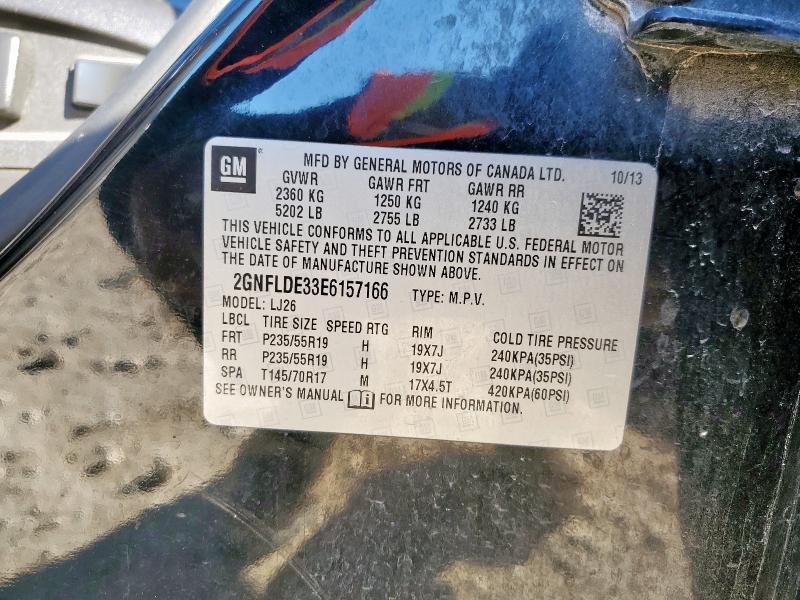 GM
MFD BY GENERAL MOTORS OF CANADA LTD. 10/13
GVWR GAWR FRT GAWR RR
2360 KG 1250 KG 1240 KG
5202 LB 2755 LB 2733 LB
THIS VEHICLE CONFORMS TO ALL APPLICABLE U.S. FEDERAL MOTOR
VEHICLE SAFETY AND THEFT PREVENTION STANDARDS IN EFFECT ON
THE DATE OF MANUFACTURE SHOWN ABOVE.
2GNFLDE33E6157166 TYPE: M.P.V.
MODEL: LJ26
LBCL TIRE SIZE SPEED RTG RIM COLD TIRE PRESSURE
FRT P235/55R19 H 19X7J 240KPA(35PSI)
RR P235/55R19 H 19X7J 240KPA(35PSI)
SPA T145/70R17 M 17X4.5T 420KPA(60PSI)
SEE OWNER'S MANUAL FOR MORE INFORMATION.